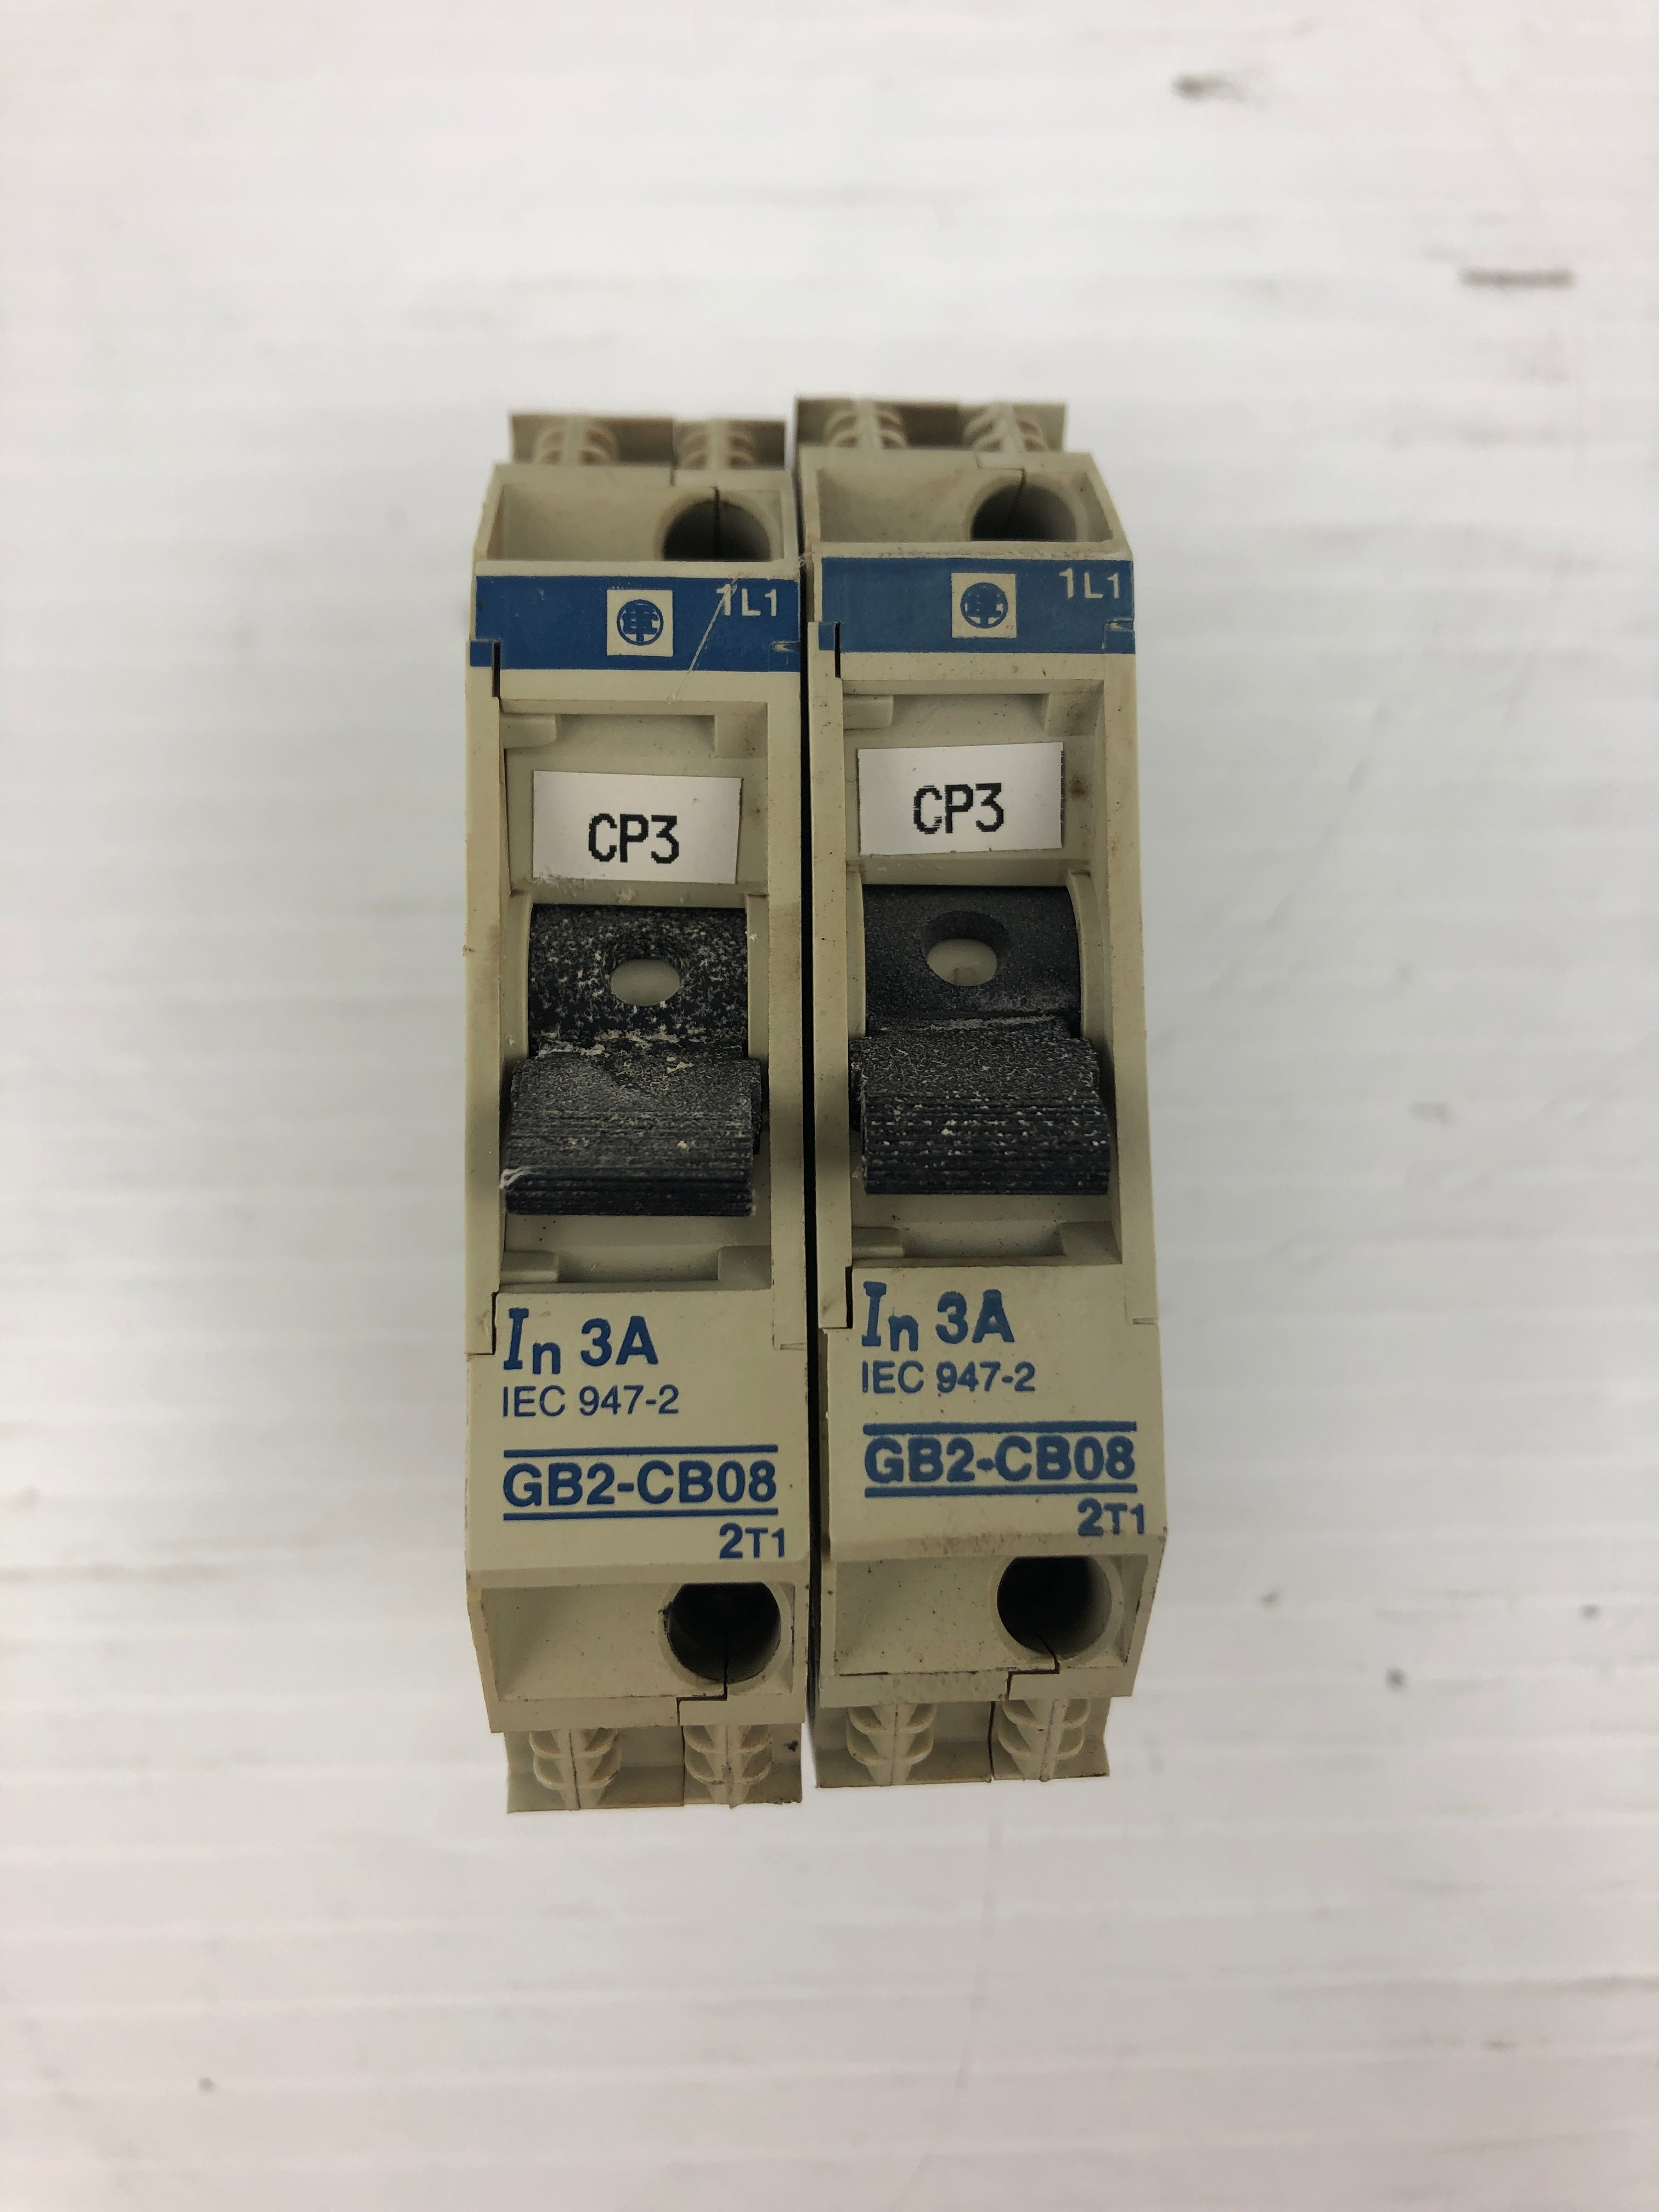 1L1
CP3
In 3A
IEC 947-2
GB2-CB08
2T1
1L1
CP3
In 3A
IEC 947-2
GB2-CB08
2T1